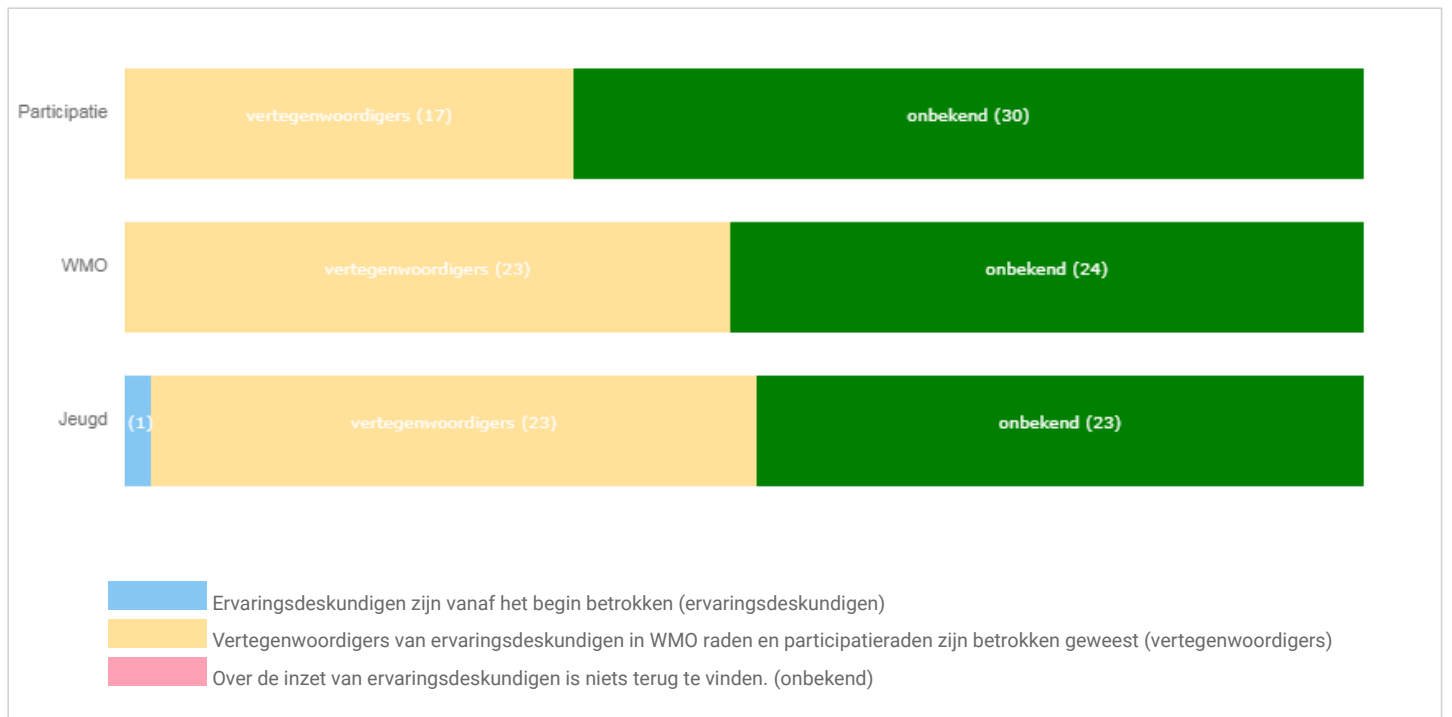 Participatie
vertegenwoordigers (17)
onbekend (30)
WMO
vertegenwoordigers (23)
onbekend (24)
Jeugd
(1)
vertegenwoordigers (23)
onbekend (23)
Ervaringsdeskundigen zijn vanaf het begin betrokken (ervaringsdeskundigen)
Vertegenwoordigers van ervaringsdeskundigen in WMO raden en participatieraden zijn betrokken geweest (vertegenwoordigers)
Over de inzet van ervaringsdeskundigen is niets terug te vinden. (onbekend)